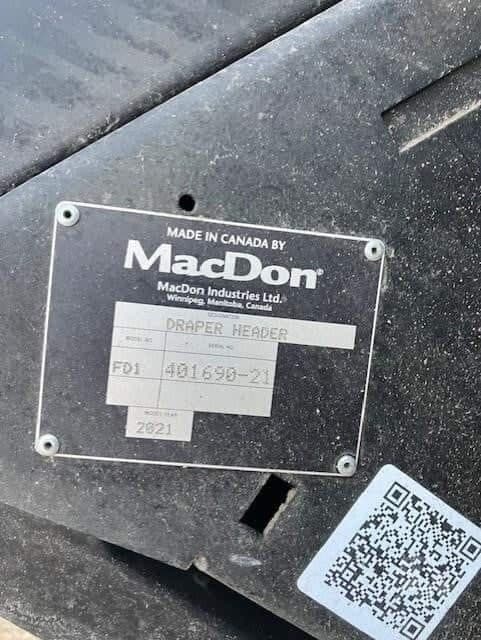 MADE IN CANADA BY
MacDon®
MacDon Industries Ltd.
Winnipeg, Manitoba, Canada
DESIGNATION
DRAPER HEADER
MODEL NO. SERIAL NO.
FD1 401690-21
MODEL YEAR
2021